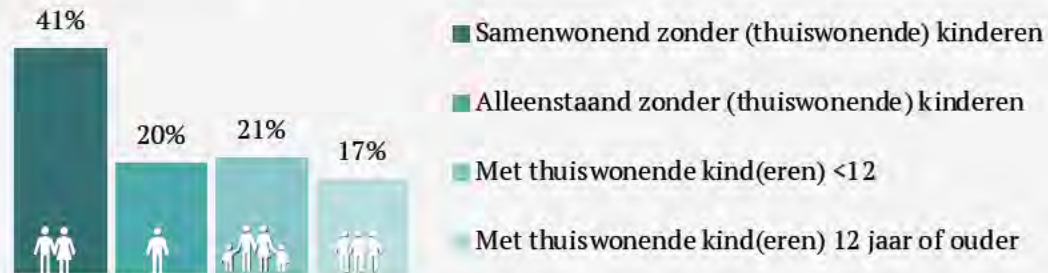 41%
20%
21%
17%
Samenwonend zonder (thuiswonende) kinderen
Alleenstaand zonder (thuiswonende) kinderen
Met thuiswonende kind(eren) <12
Met thuiswonende kind(eren) 12 jaar of ouder